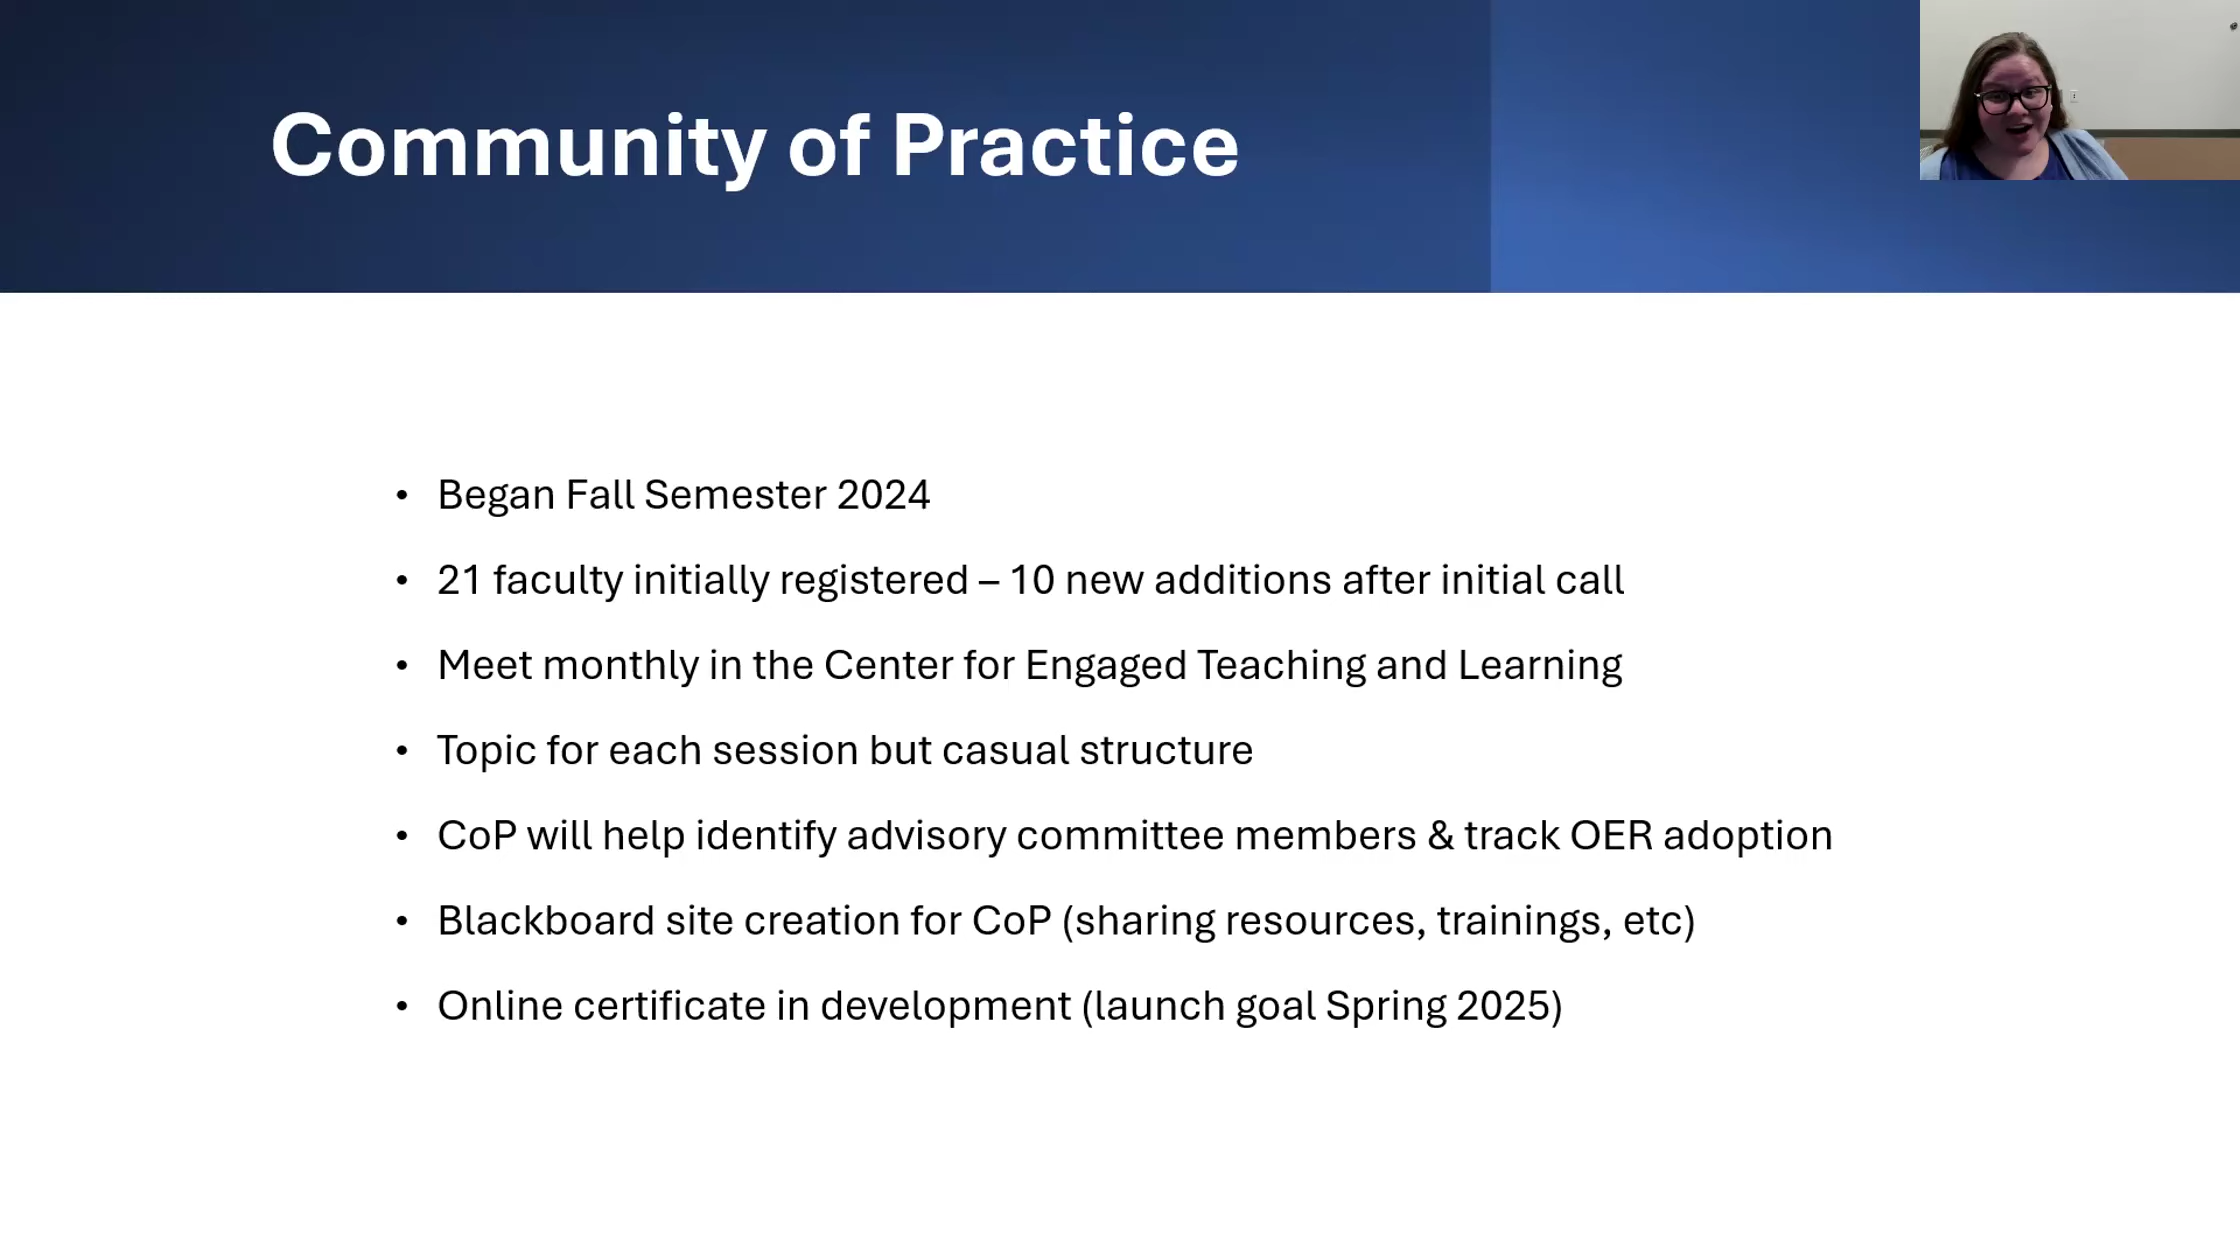 Community of Practice
• Began Fall Semester 2024
• 21 faculty initially registered – 10 new additions after initial call
• Meet monthly in the Center for Engaged Teaching and Learning
• Topic for each session but casual structure
• CoP will help identify advisory committee members & track OER adoption
• Blackboard site creation for CoP (sharing resources, trainings, etc)
• Online certificate in development (launch goal Spring 2025)